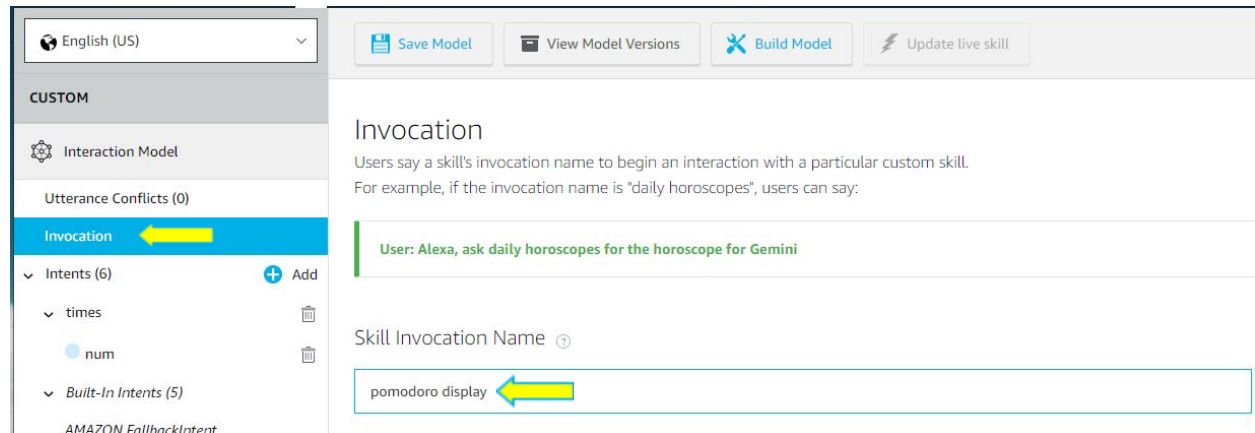 English (US)
Save Model
View Model Versions
Build Model
Update live skill
CUSTOM
Interaction Model
Utterance Conflicts (0)
Invocation
Intents (6)
Add
times
num
Built-In Intents (5)
AMAZON.FallbackIntent
Invocation
Users say a skill's invocation name to begin an interaction with a particular custom skill.
For example, if the invocation name is "daily horoscopes", users can say:
User: Alexa, ask daily horoscopes for the horoscope for Gemini
Skill Invocation Name
?
pomodoro display